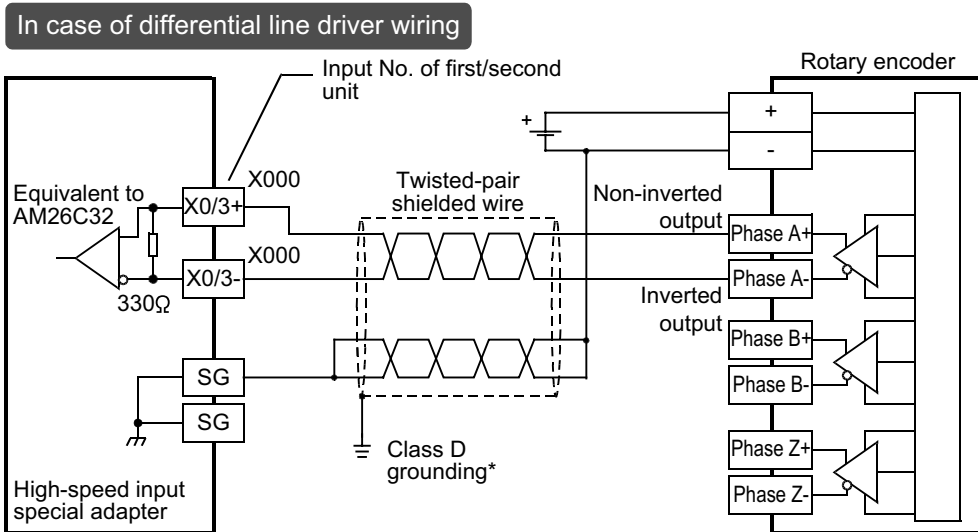 In case of differential line driver wiring
Input No. of first/second
unit
Rotary encoder
+
+
-
Equivalent to
AM26C32
X000
X0/3+
X000
X0/3-
330Ω
Twisted-pair
shielded wire
Non-inverted
output
Phase A+
Phase A-
Inverted
output
Phase B+
Phase B-
SG
SG
Class D
grounding*
Phase Z+
Phase Z-
High-speed input
special adapter